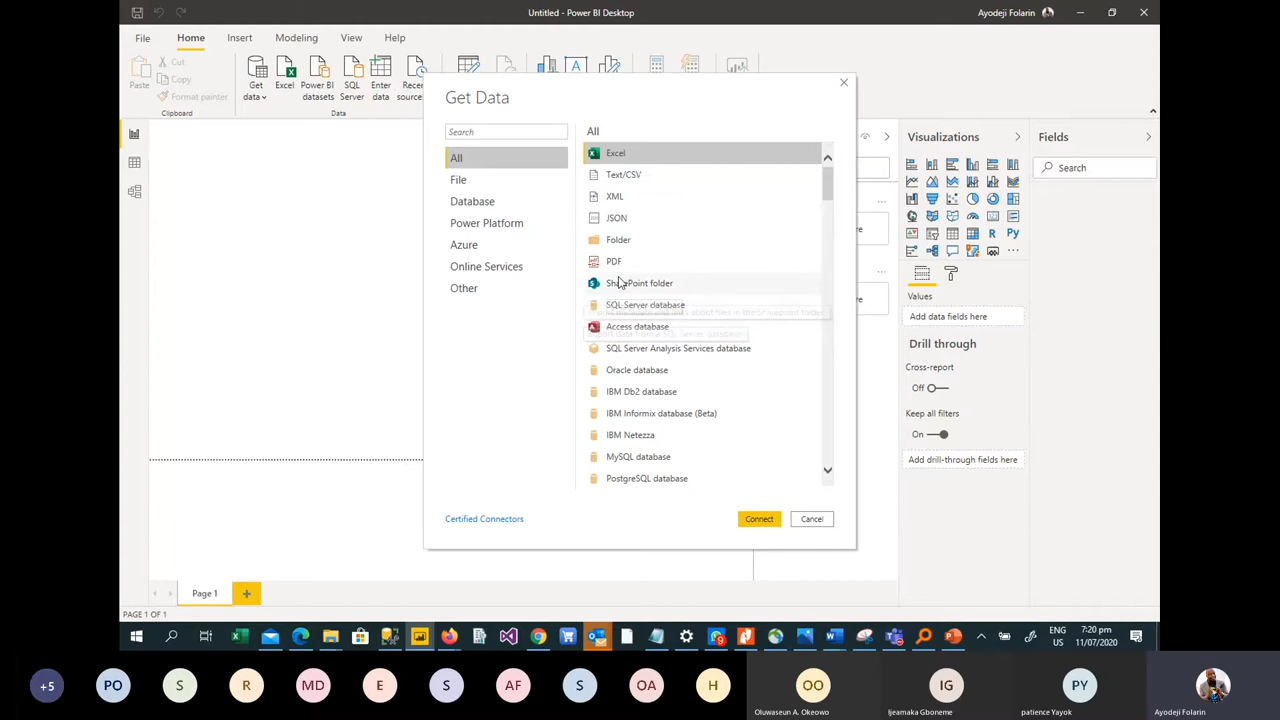 Untitled - Power BI Desktop
Ayodeji Folarin
File
Home
Insert
Modeling
View
Help
Paste
Cut
Copy
Format painter
Clipboard
Get data
Excel
Power BI datasets
SQL Server
Enter data
Recent
Data
Get Data
Search
All
File
Database
Power Platform
Azure
Online Services
Other
All
Excel
Text/CSV
XML
JSON
Folder
PDF
SharePoint folder
SQL Server database
Access database
SQL Server Analysis Services database
Oracle database
IBM Db2 database
IBM Informix database (Beta)
IBM Netezza
MySQL database
PostgreSQL database
Certified Connectors
Connect
Cancel
Visualizations
Fields
Search
R
Py
Values
Add data fields here
Drill through
Cross-report
Off
Keep all filters
On
Add drill-through fields here
Page 1
PAGE 1 OF 1
ENG
US
7:20 pm
11/07/2020
+5
PO
S
R
MD
E
S
AF
S
OA
H
OO
Oluwaseun A. Okeowo
IG
Ijeamaka Gboneme
PY
patience Yayok
Ayodeji Folarin